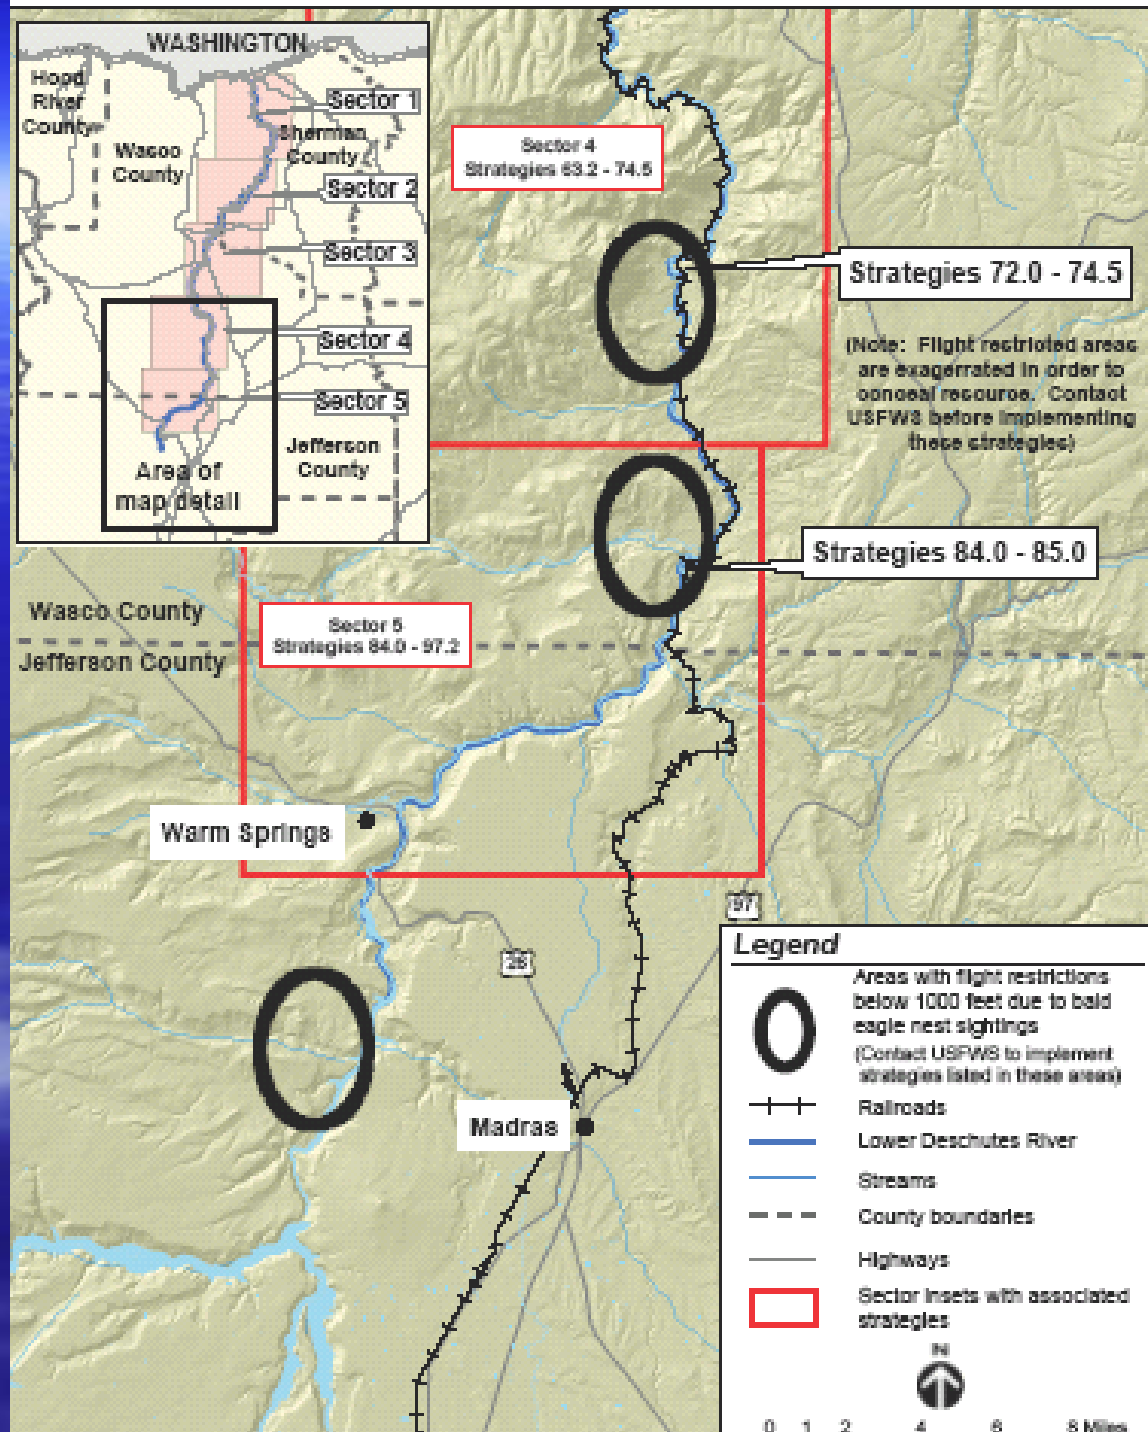 WASHINGTON
Hood
River
County
Wasco
County
Sector 1
Sherman
County
Sector 2
Sector 3
Sector 4
Sector 5
Jefferson
County
Area of
map detail
Sector 4
Strategies 63.2 - 74.5
Strategies 72.0 - 74.5
(Note: Flight restricted areas
are exagerrated in order to
conceal resource. Contact
USFWS before implementing
these strategies)
Strategies 84.0 - 85.0
Wasco County
Jefferson County
Sector 5
Strategies 84.0 - 97.2
Warm Springs
97
26
Madras
Legend
Areas with flight restrictions
below 1000 feet due to bald
eagle nest sightings
(Contact USFWS to implement
strategies listed in these areas)
Railroads
Lower Deschutes River
Streams
County boundaries
Highways
Sector insets with associated
strategies
N
0 1 2 4 6 8 Miles